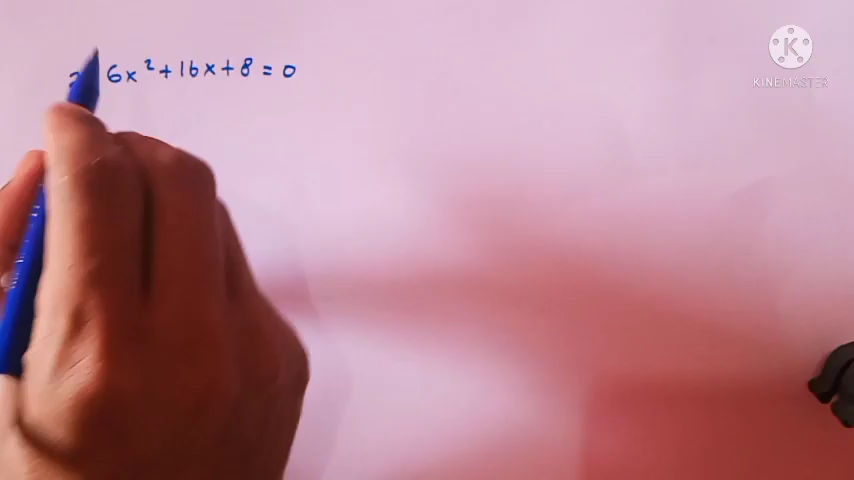 6x² + 16x + 8 = 0
K
KINEMASTER